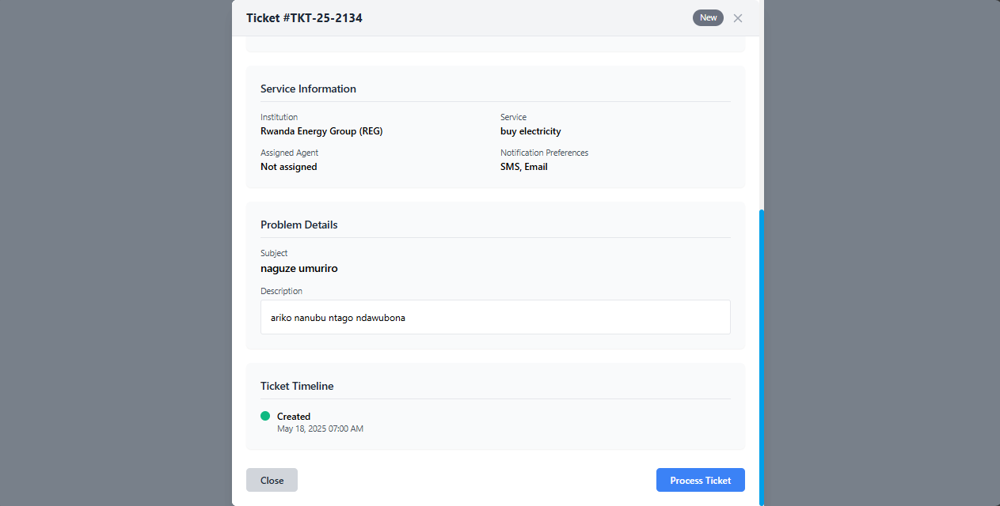 Ticket #TKT-25-2134
New
Service Information
Institution
Service
Rwanda Energy Group (REG)
buy electricity
Assigned Agent
Notification Preferences
Not assigned
SMS, Email
Problem Details
Subject
naguze umuriro
Description
ariko nanubu ntago ndawubona
Ticket Timeline
Created
May 18, 2025 07:00 AM
Close
Process Ticket